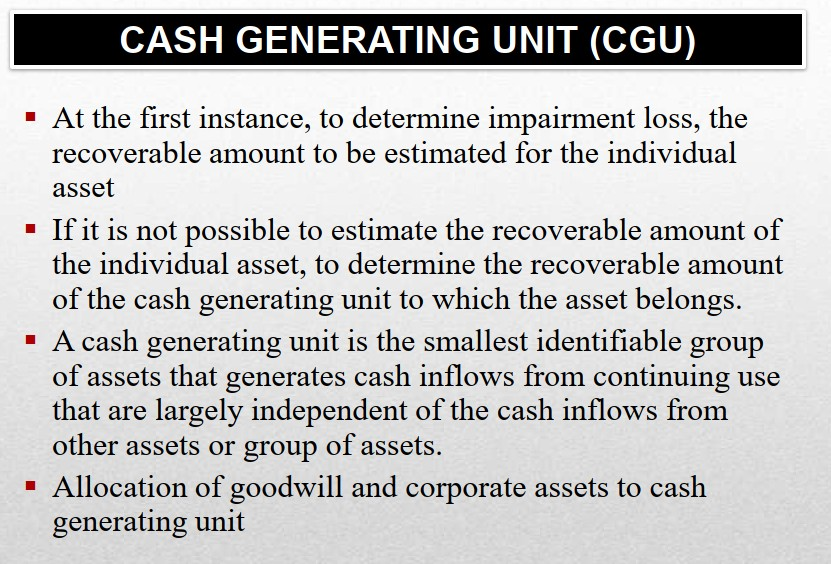 CASH GENERATING UNIT (CGU)
▪ At the first instance, to determine impairment loss, the
recoverable amount to be estimated for the individual
asset
▪ If it is not possible to estimate the recoverable amount of
the individual asset, to determine the recoverable amount
of the cash generating unit to which the asset belongs.
▪ A cash generating unit is the smallest identifiable group
of assets that generates cash inflows from continuing use
that are largely independent of the cash inflows from
other assets or group of assets.
▪ Allocation of goodwill and corporate assets to cash
generating unit